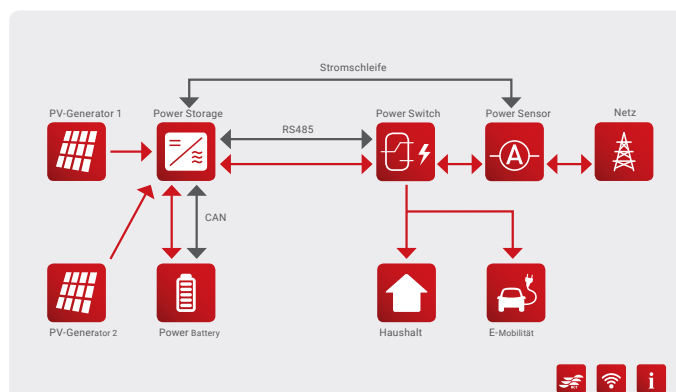 Stromschleife
PV-Generator 1
Power Storage
Power Switch
Power Sensor
Netz
RS485
A
CAN
PV-Generator 2
Power Battery
Haushalt
E-Mobilität
i